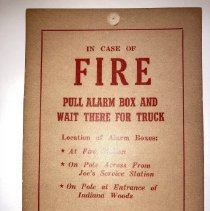 IN CASE OF
FIRE
PULL ALARM BOX AND
WAIT THERE FOR TRUCK
Location of Alarm Boxes:
★ At Fire Station
★ On Pole Across From
Joe's Service Station
★ On Pole at Entrance of
Indiana Woods